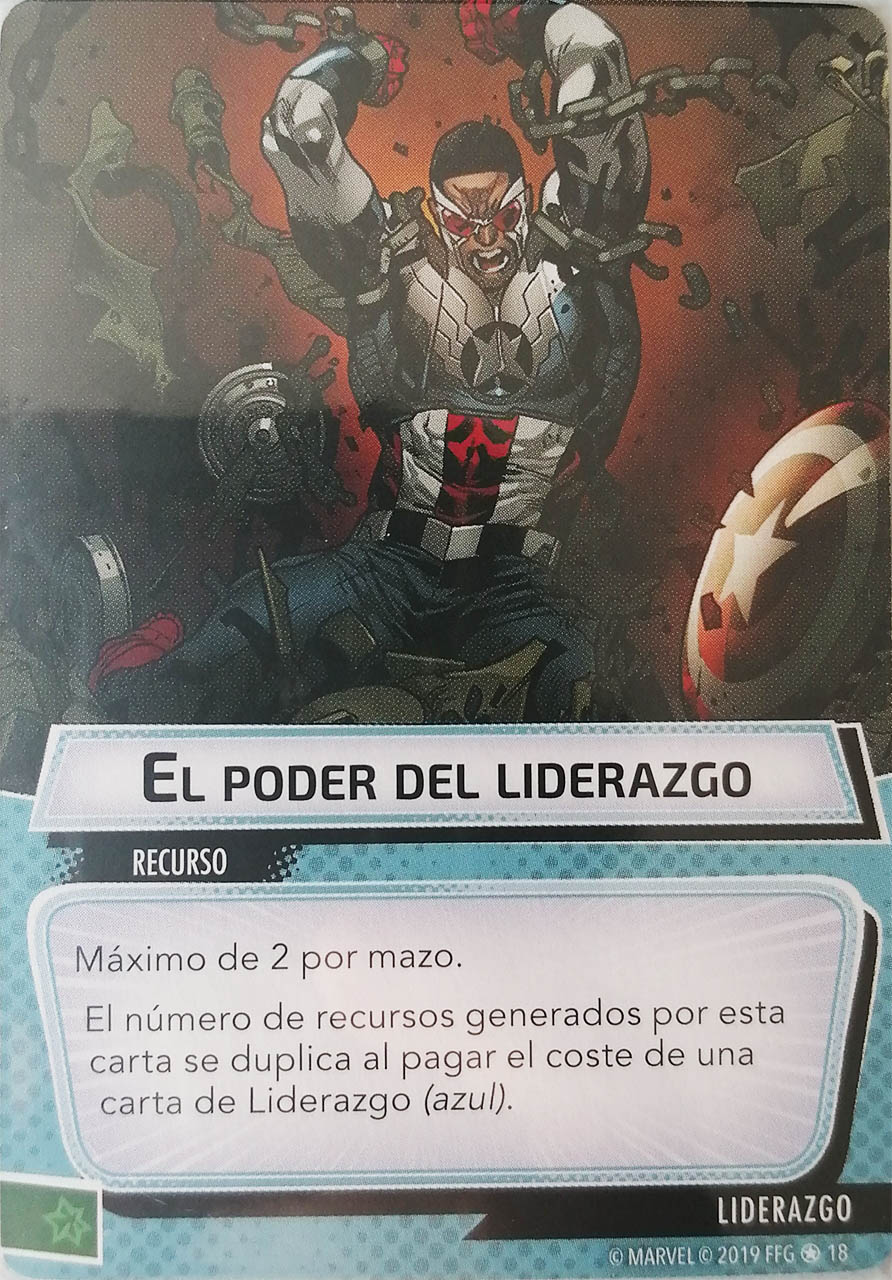 EL PODER DEL LIDERAZGO
RECURSO
Máximo de 2 por mazo.
El número de recursos generados por esta
carta se duplica al pagar el coste de una
carta de Liderazgo (azul).
LIDERAZGO
© MARVEL © 2019 FFG ✪ 18